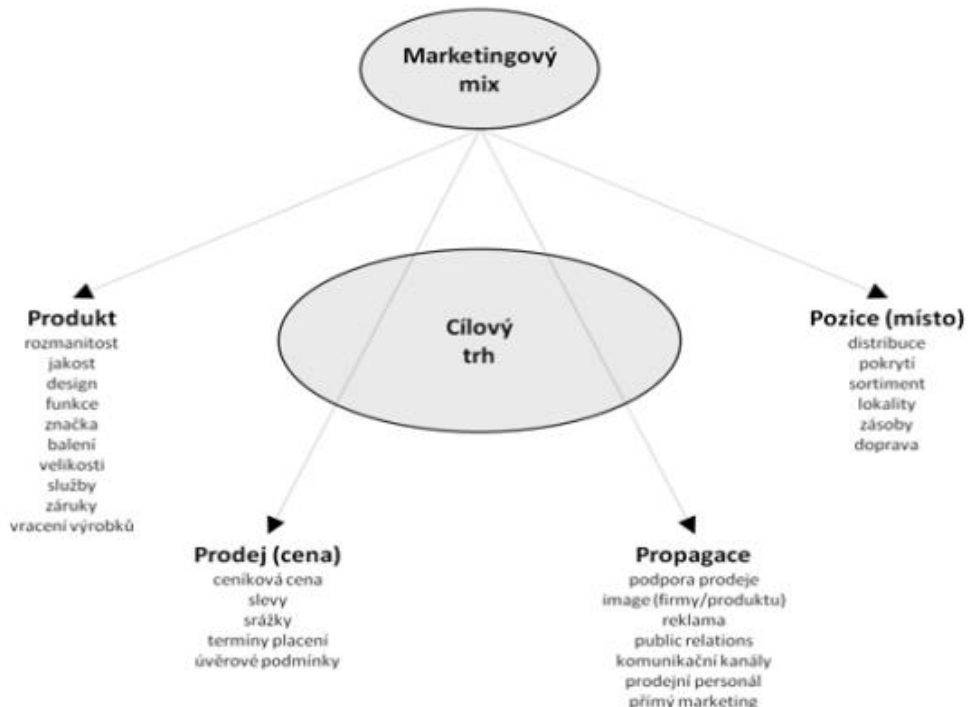 Marketingový
mix
Cílový
trh
Produkt
rozmanitost
jakost
design
funkce
značka
balení
velikosti
služby
záruky
vracení výrobků
Prodej (cena)
ceníková cena
slevy
srážky
termíny placení
úvěrové podmínky
Propagace
podpora prodeje
image (firmy/produktu)
reklama
public relations
komunikační kanály
prodejní personál
přímý marketing
Pozice (místo)
distribuce
pokrytí
sortiment
lokality
zásoby
doprava